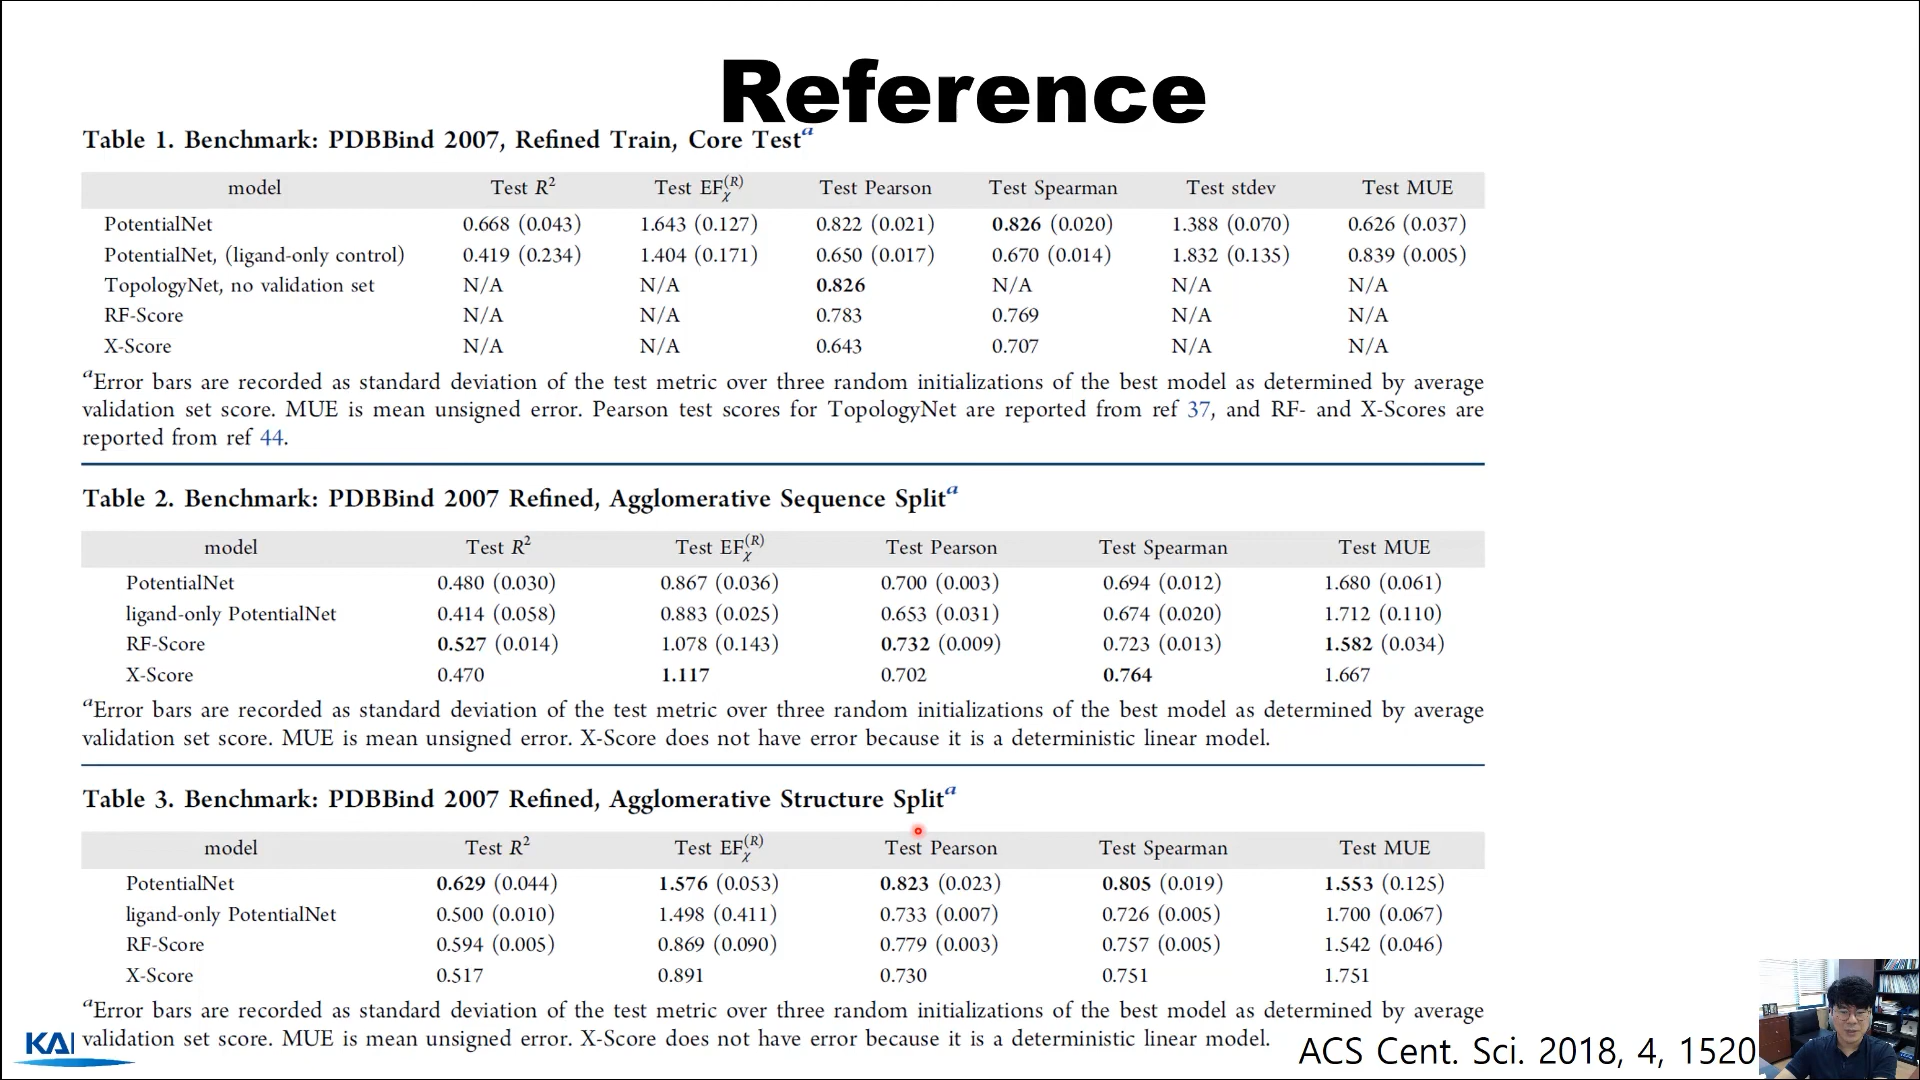 Reference
Table 1. Benchmark: PDBBind 2007, Refined Train, Core Testa
model Test R2 Test EFχ(R) Test Pearson Test Spearman Test stdev Test MUE
PotentialNet 0.668 (0.043) 1.643 (0.127) 0.822 (0.021) 0.826 (0.020) 1.388 (0.070) 0.626 (0.037)
PotentialNet, (ligand-only control) 0.419 (0.234) 1.404 (0.171) 0.650 (0.017) 0.670 (0.014) 1.832 (0.135) 0.839 (0.005)
TopologyNet, no validation set N/A N/A 0.826 N/A N/A N/A
RF-Score N/A N/A 0.783 0.769 N/A N/A
X-Score N/A N/A 0.643 0.707 N/A N/A
aError bars are recorded as standard deviation of the test metric over three random initializations of the best model as determined by average
validation set score. MUE is mean unsigned error. Pearson test scores for TopologyNet are reported from ref 37, and RF- and X-Scores are
reported from ref 44.
Table 2. Benchmark: PDBBind 2007 Refined, Agglomerative Sequence Splita
model Test R2 Test EFχ(R) Test Pearson Test Spearman Test MUE
PotentialNet 0.480 (0.030) 0.867 (0.036) 0.700 (0.003) 0.694 (0.012) 1.680 (0.061)
ligand-only PotentialNet 0.414 (0.058) 0.883 (0.025) 0.653 (0.031) 0.674 (0.020) 1.712 (0.110)
RF-Score 0.527 (0.014) 1.078 (0.143) 0.732 (0.009) 0.723 (0.013) 1.582 (0.034)
X-Score 0.470 1.117 0.702 0.764 1.667
aError bars are recorded as standard deviation of the test metric over three random initializations of the best model as determined by average
validation set score. MUE is mean unsigned error. X-Score does not have error because it is a deterministic linear model.
Table 3. Benchmark: PDBBind 2007 Refined, Agglomerative Structure Splita
model Test R2 Test EFχ(R) Test Pearson Test Spearman Test MUE
PotentialNet 0.629 (0.044) 1.576 (0.053) 0.823 (0.023) 0.805 (0.019) 1.553 (0.125)
ligand-only PotentialNet 0.500 (0.010) 1.498 (0.411) 0.733 (0.007) 0.726 (0.005) 1.700 (0.067)
RF-Score 0.594 (0.005) 0.869 (0.090) 0.779 (0.003) 0.757 (0.005) 1.542 (0.046)
X-Score 0.517 0.891 0.730 0.751 1.751
aError bars are recorded as standard deviation of the test metric over three random initializations of the best model as determined by average
validation set score. MUE is mean unsigned error. X-Score does not have error because it is a deterministic linear model.
KAI
ACS Cent. Sci. 2018, 4, 1520